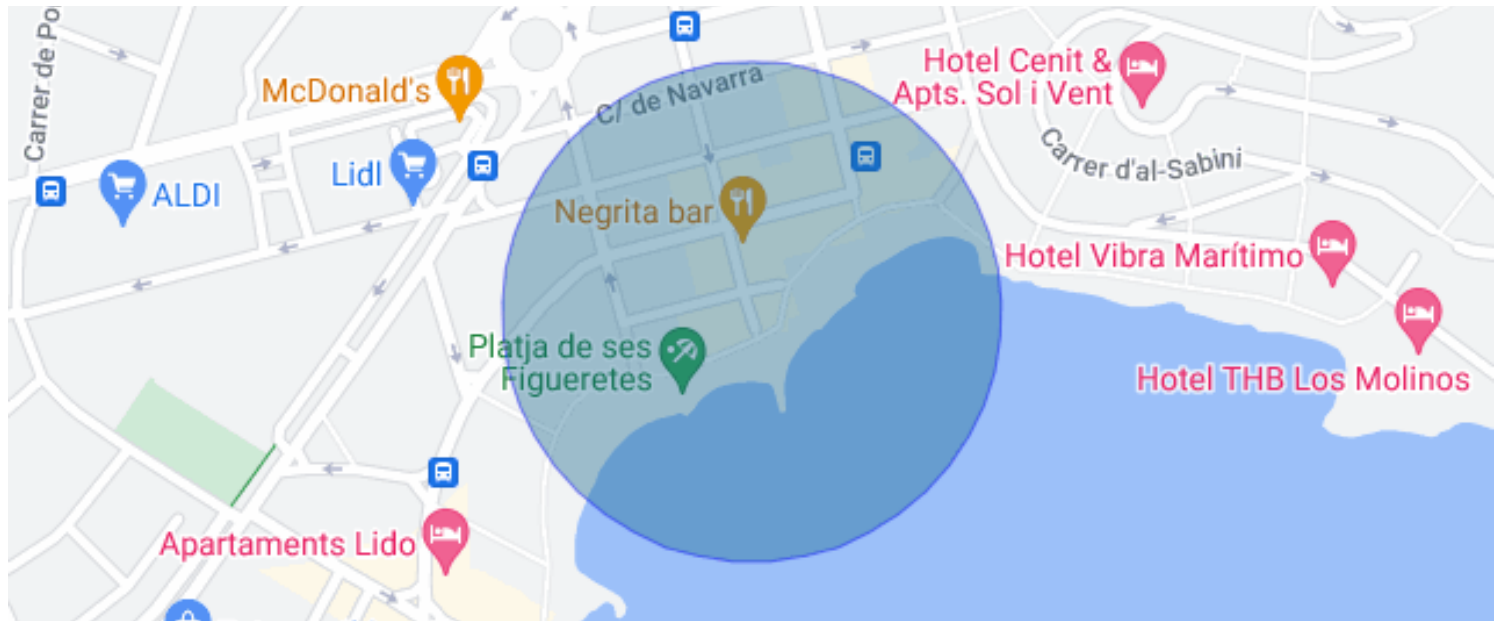 Carrer de Po
McDonald's
C/ de Navarra
Hotel Cenit &
Apts. Sol i Vent
Carrer d'al-Sabini
Lidl
ALDI
Negrita bar
Hotel Vibra Marítimo
Platja de ses
Figueretes
Hotel THB Los Molinos
Apartaments Lido